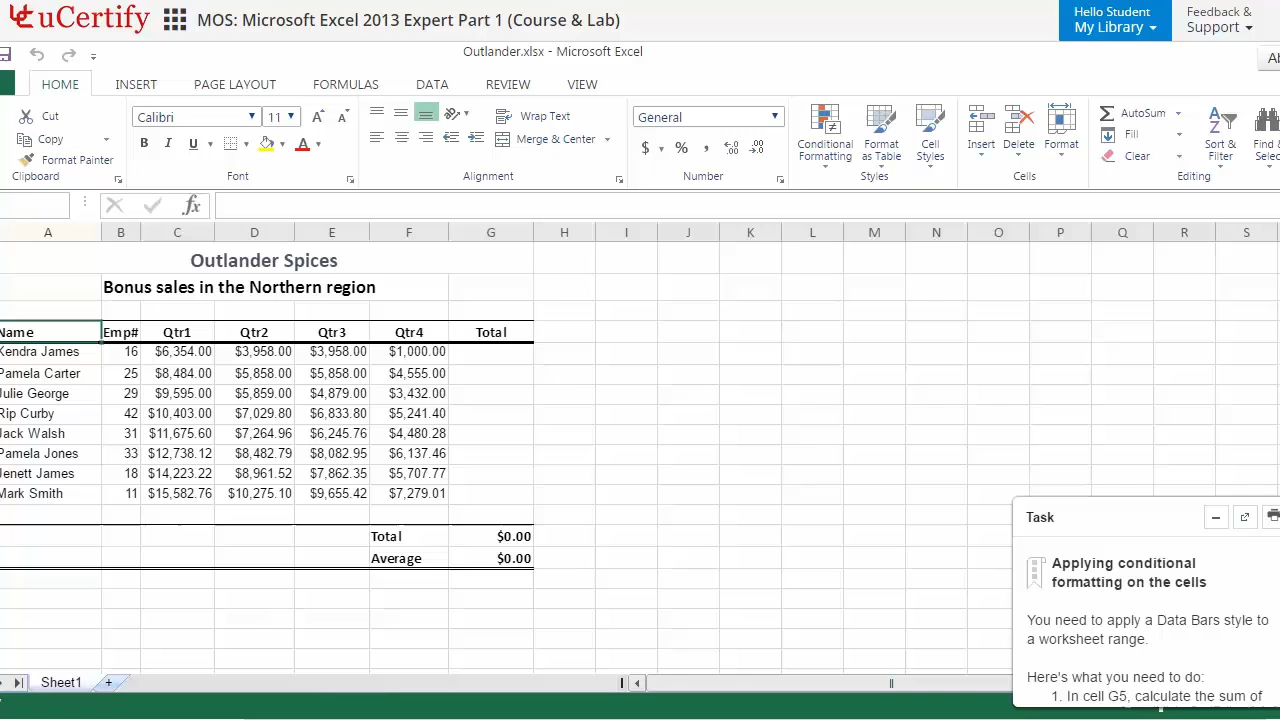 uCertify MOS: Microsoft Excel 2013 Expert Part 1 (Course & Lab) Hello Student My Library Feedback & Support
Outlander.xlsx - Microsoft Excel
HOME INSERT PAGE LAYOUT FORMULAS DATA REVIEW VIEW
Cut Calibri 11 Wrap Text General AutoSum
Copy Merge & Center Fill
Format Painter B I U A $ % , Clear
Conditional Formatting Format as Table Cell Styles Insert Delete Format Sort & Filter
Clipboard Font Alignment Number Styles Cells Editing
fx
A B C D E F G H I J K L M N O P Q R S
Outlander Spices
Bonus sales in the Northern region
Name Emp# Qtr1 Qtr2 Qtr3 Qtr4 Total
Kendra James 16 $6,354.00 $3,958.00 $3,958.00 $1,000.00
Pamela Carter 25 $8,484.00 $5,858.00 $5,858.00 $4,555.00
Julie George 29 $9,595.00 $5,859.00 $4,879.00 $3,432.00
Rip Curby 42 $10,403.00 $7,029.80 $6,833.80 $5,241.40
Jack Walsh 31 $11,675.60 $7,264.96 $6,245.76 $4,480.28
Pamela Jones 33 $12,738.12 $8,482.79 $8,082.95 $6,137.46
Jenett James 18 $14,223.22 $8,961.52 $7,862.35 $5,707.77
Mark Smith 11 $15,582.76 $10,275.10 $9,655.42 $7,279.01
Total $0.00
Average $0.00
Task
Applying conditional
formatting on the cells
You need to apply a Data Bars style to
a worksheet range.
Here's what you need to do:
1. In cell G5, calculate the sum of
Sheet1